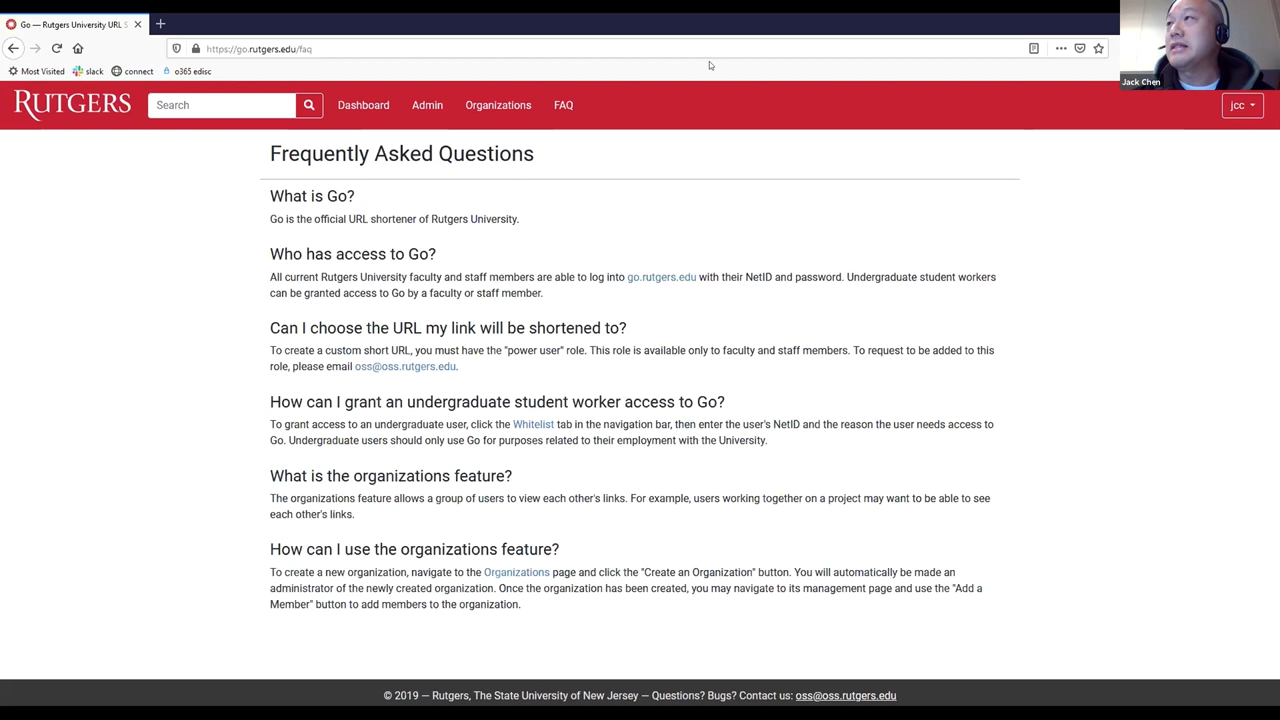 Go — Rutgers University URL S
https://go.rutgers.edu/faq
Most Visited
slack
connect
o365 edisc
Jack Chen
RUTGERS
Search
Dashboard
Admin
Organizations
FAQ
jcc
Frequently Asked Questions
What is Go?
Go is the official URL shortener of Rutgers University.
Who has access to Go?
All current Rutgers University faculty and staff members are able to log into go.rutgers.edu with their NetID and password. Undergraduate student workers
can be granted access to Go by a faculty or staff member.
Can I choose the URL my link will be shortened to?
To create a custom short URL, you must have the "power user" role. This role is available only to faculty and staff members. To request to be added to this
role, please email oss@oss.rutgers.edu.
How can I grant an undergraduate student worker access to Go?
To grant access to an undergraduate user, click the Whitelist tab in the navigation bar, then enter the user's NetID and the reason the user needs access to
Go. Undergraduate users should only use Go for purposes related to their employment with the University.
What is the organizations feature?
The organizations feature allows a group of users to view each other's links. For example, users working together on a project may want to be able to see
each other's links.
How can I use the organizations feature?
To create a new organization, navigate to the Organizations page and click the "Create an Organization" button. You will automatically be made an
administrator of the newly created organization. Once the organization has been created, you may navigate to its management page and use the "Add a
Member" button to add members to the organization.
© 2019 — Rutgers, The State University of New Jersey — Questions? Bugs? Contact us: oss@oss.rutgers.edu